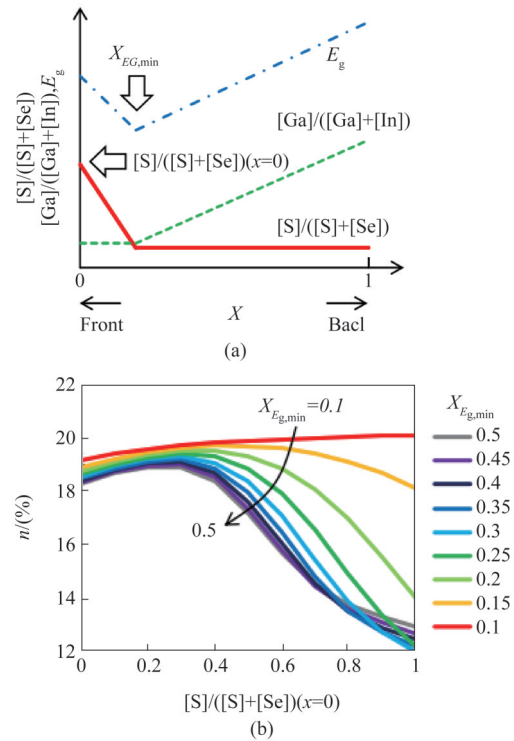 X_{EG,min}
E_g
[S]/([S]+[Se])
[Ga]/([Ga]+[In]),E_g
[Ga]/([Ga]+[In])
[S]/([S]+[Se])(x=0)
[S]/([S]+[Se])
0
1
X
Front
Bacl
(a)
22
20
18
16
14
12
n/(%)
X_{E_g,min}=0.1
0.5
X_{E_g,min}
0.5
0.45
0.4
0.35
0.3
0.25
0.2
0.15
0.1
0
0.2
0.4
0.6
0.8
1
[S]/([S]+[Se])(x=0)
(b)